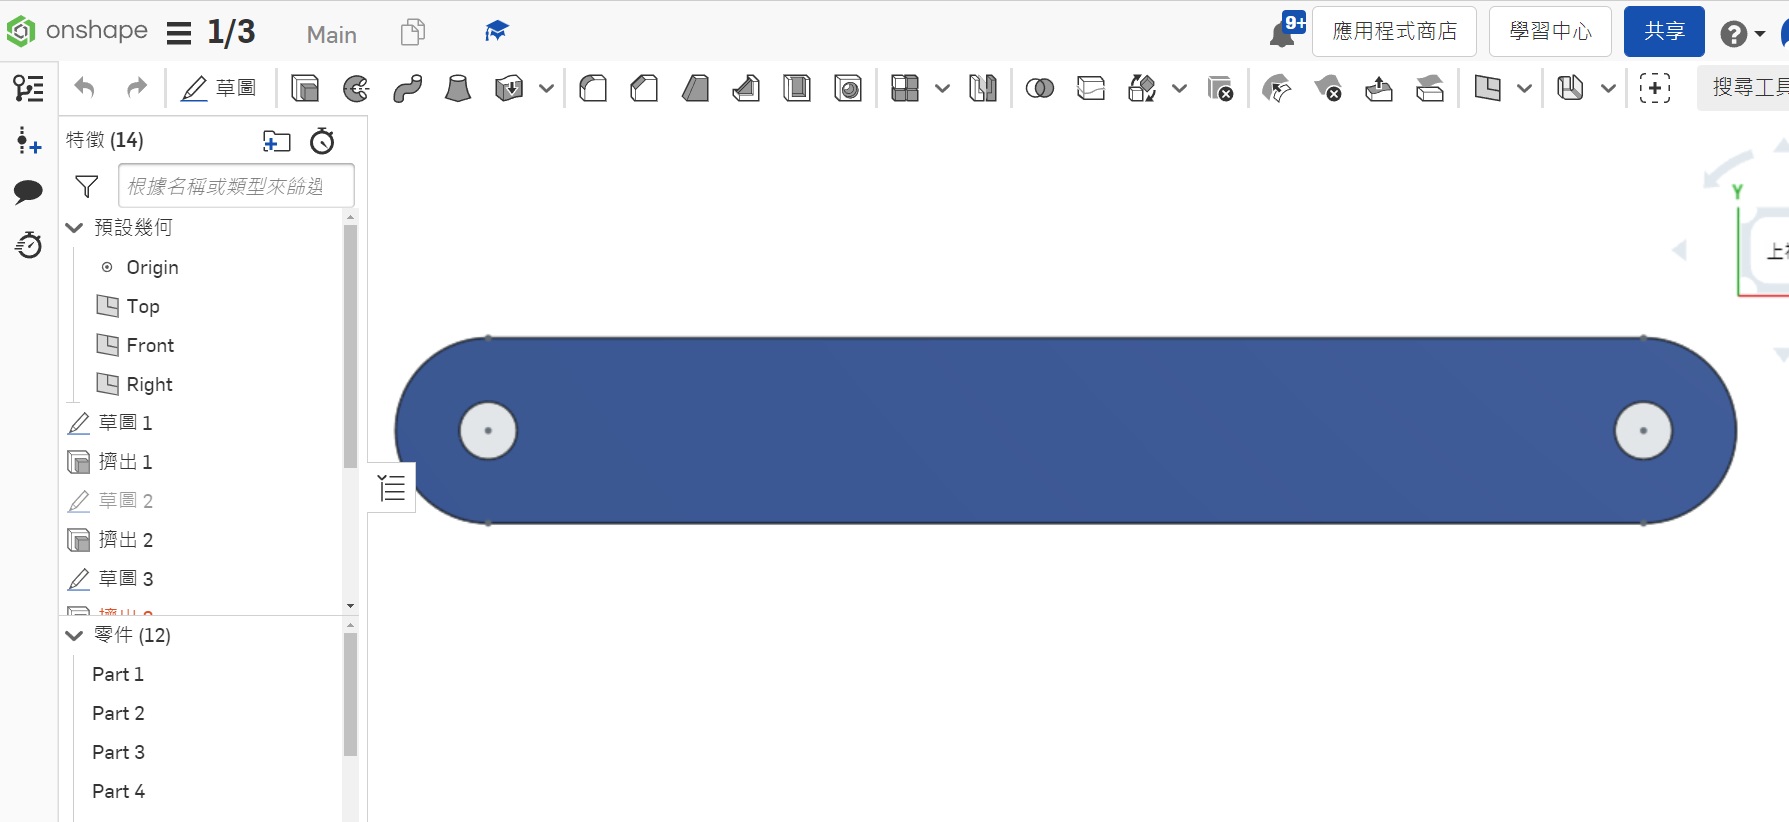 onshape 1/3 Main 9+ 應用程式商店 學習中心 共享
草圖 搜尋工具
特徵 (14)
根據名稱或類型來篩選
預設幾何
Origin
Top
Front
Right
草圖 1
擠出 1
草圖 2
擠出 2
草圖 3
零件 (12)
Part 1
Part 2
Part 3
Part 4
Y